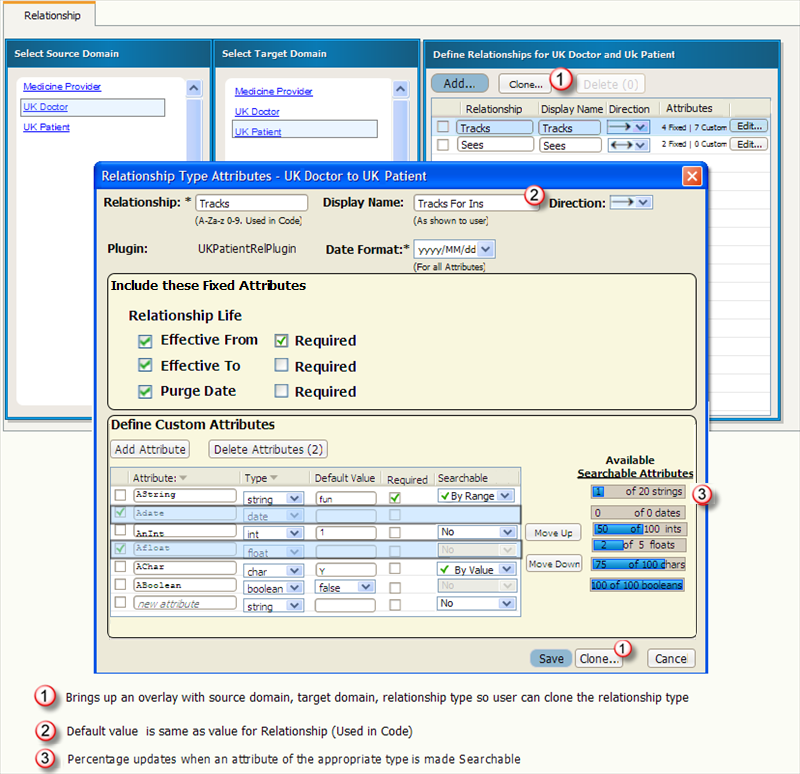 Relationship
Select Source Domain
Medicine Provider
UK Doctor
UK Patient
Select Target Domain
Medicine Provider
UK Doctor
UK Patient
Define Relationships for UK Doctor and Uk Patient
Add... Clone... 1 Delete (0)
Relationship Display Name Direction Attributes
Tracks Tracks 4 Fixed | 7 Custom Edit...
Sees Sees 2 Fixed | 0 Custom Edit...
Relationship Type Attributes - UK Doctor to UK Patient
Relationship: * Tracks Display Name: Tracks For Ins 2 Direction:
(A-Za-z 0-9. Used in Code) (As shown to user)
Plugin: UKPatientRelPlugin Date Format:* yyyy/MM/dd
(For all Attributes)
Include these Fixed Attributes
Relationship Life
Effective From Required
Effective To Required
Purge Date Required
Define Custom Attributes
Add Attribute Delete Attributes (2)
Attribute: Type Default Value Required Searchable
AString string fun By Range
Adate date
AnInt int 1 No
Afloat float No
AChar char y By Value
ABoolean boolean false No
new attribute string No
Move Up
Move Down
Available
Searchable Attributes
1 of 20 strings 3
0 of 0 dates
50 of 100 ints
2 of 5 floats
75 of 100 chars
100 of 100 booleans
Save Clone... 1 Cance
1 Brings up an overlay with source domain, target domain, relationship type so user can clone the relationship type
2 Default value is same as value for Relationship (Used in Code)
3 Percentage updates when an attribute of the appropriate type is made Searchable